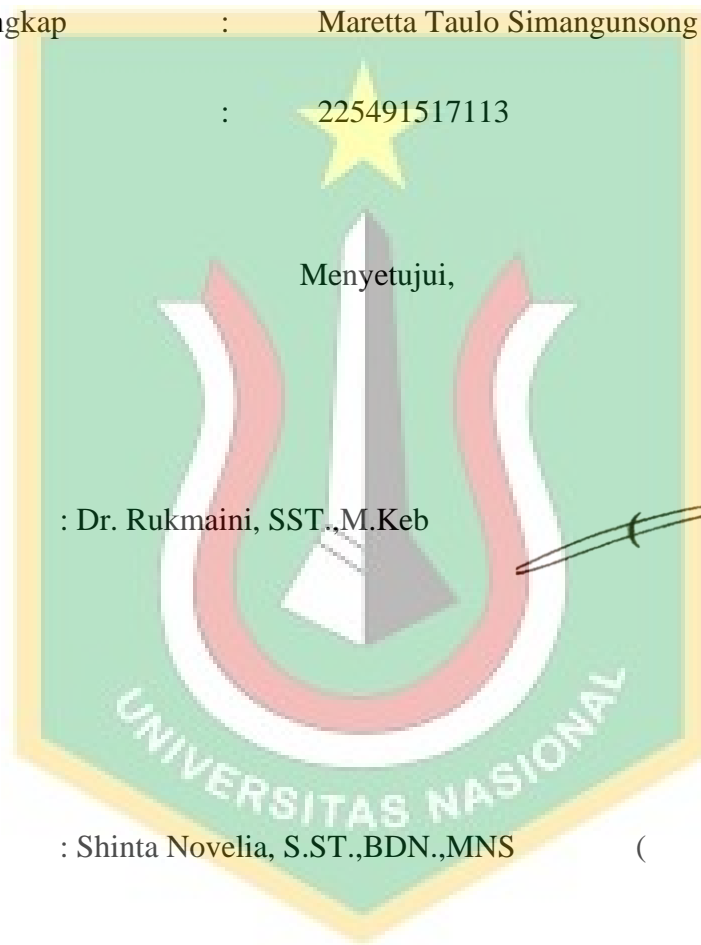 ngkap : Maretta Taulo Simangunsong
: 225491517113
Menyetujui,
: Dr. Rukmaini, SST.,M.Keb (
UNIVERSITAS NASIONAL
: Shinta Novelia, S.ST.,BDN.,MNS (